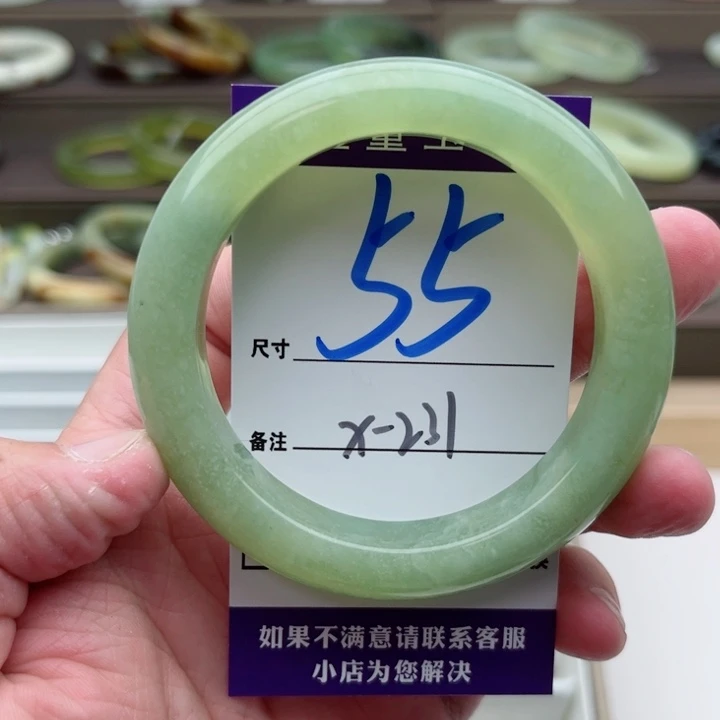 55
尺寸
备注 x-231
如果不满意请联系客服
小店为您解决